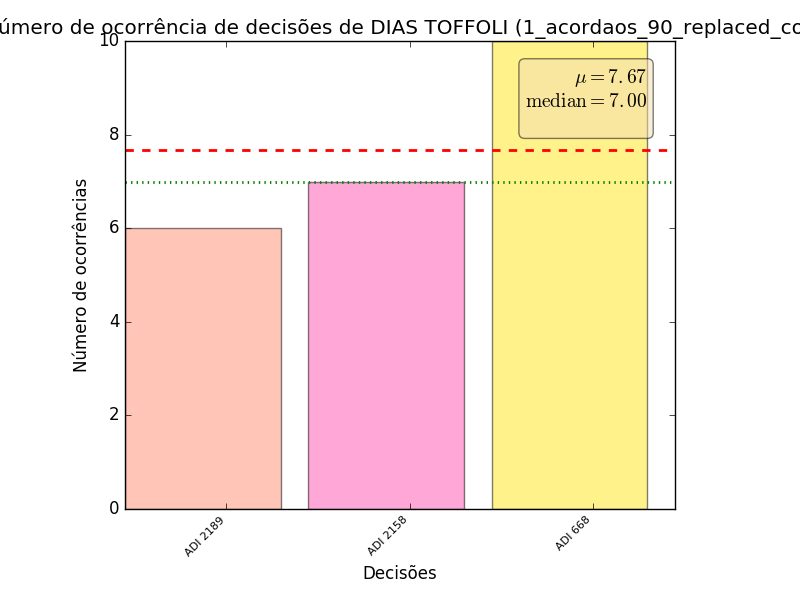 úmero de ocorrência de decisões de DIAS TOFFOLI (1_acordaos_90_replaced_co
10
8
6
4
2
0
Número de ocorrências
μ = 7.67
median = 7.00
ADI 2189
ADI 2158
ADI 668
Decisões